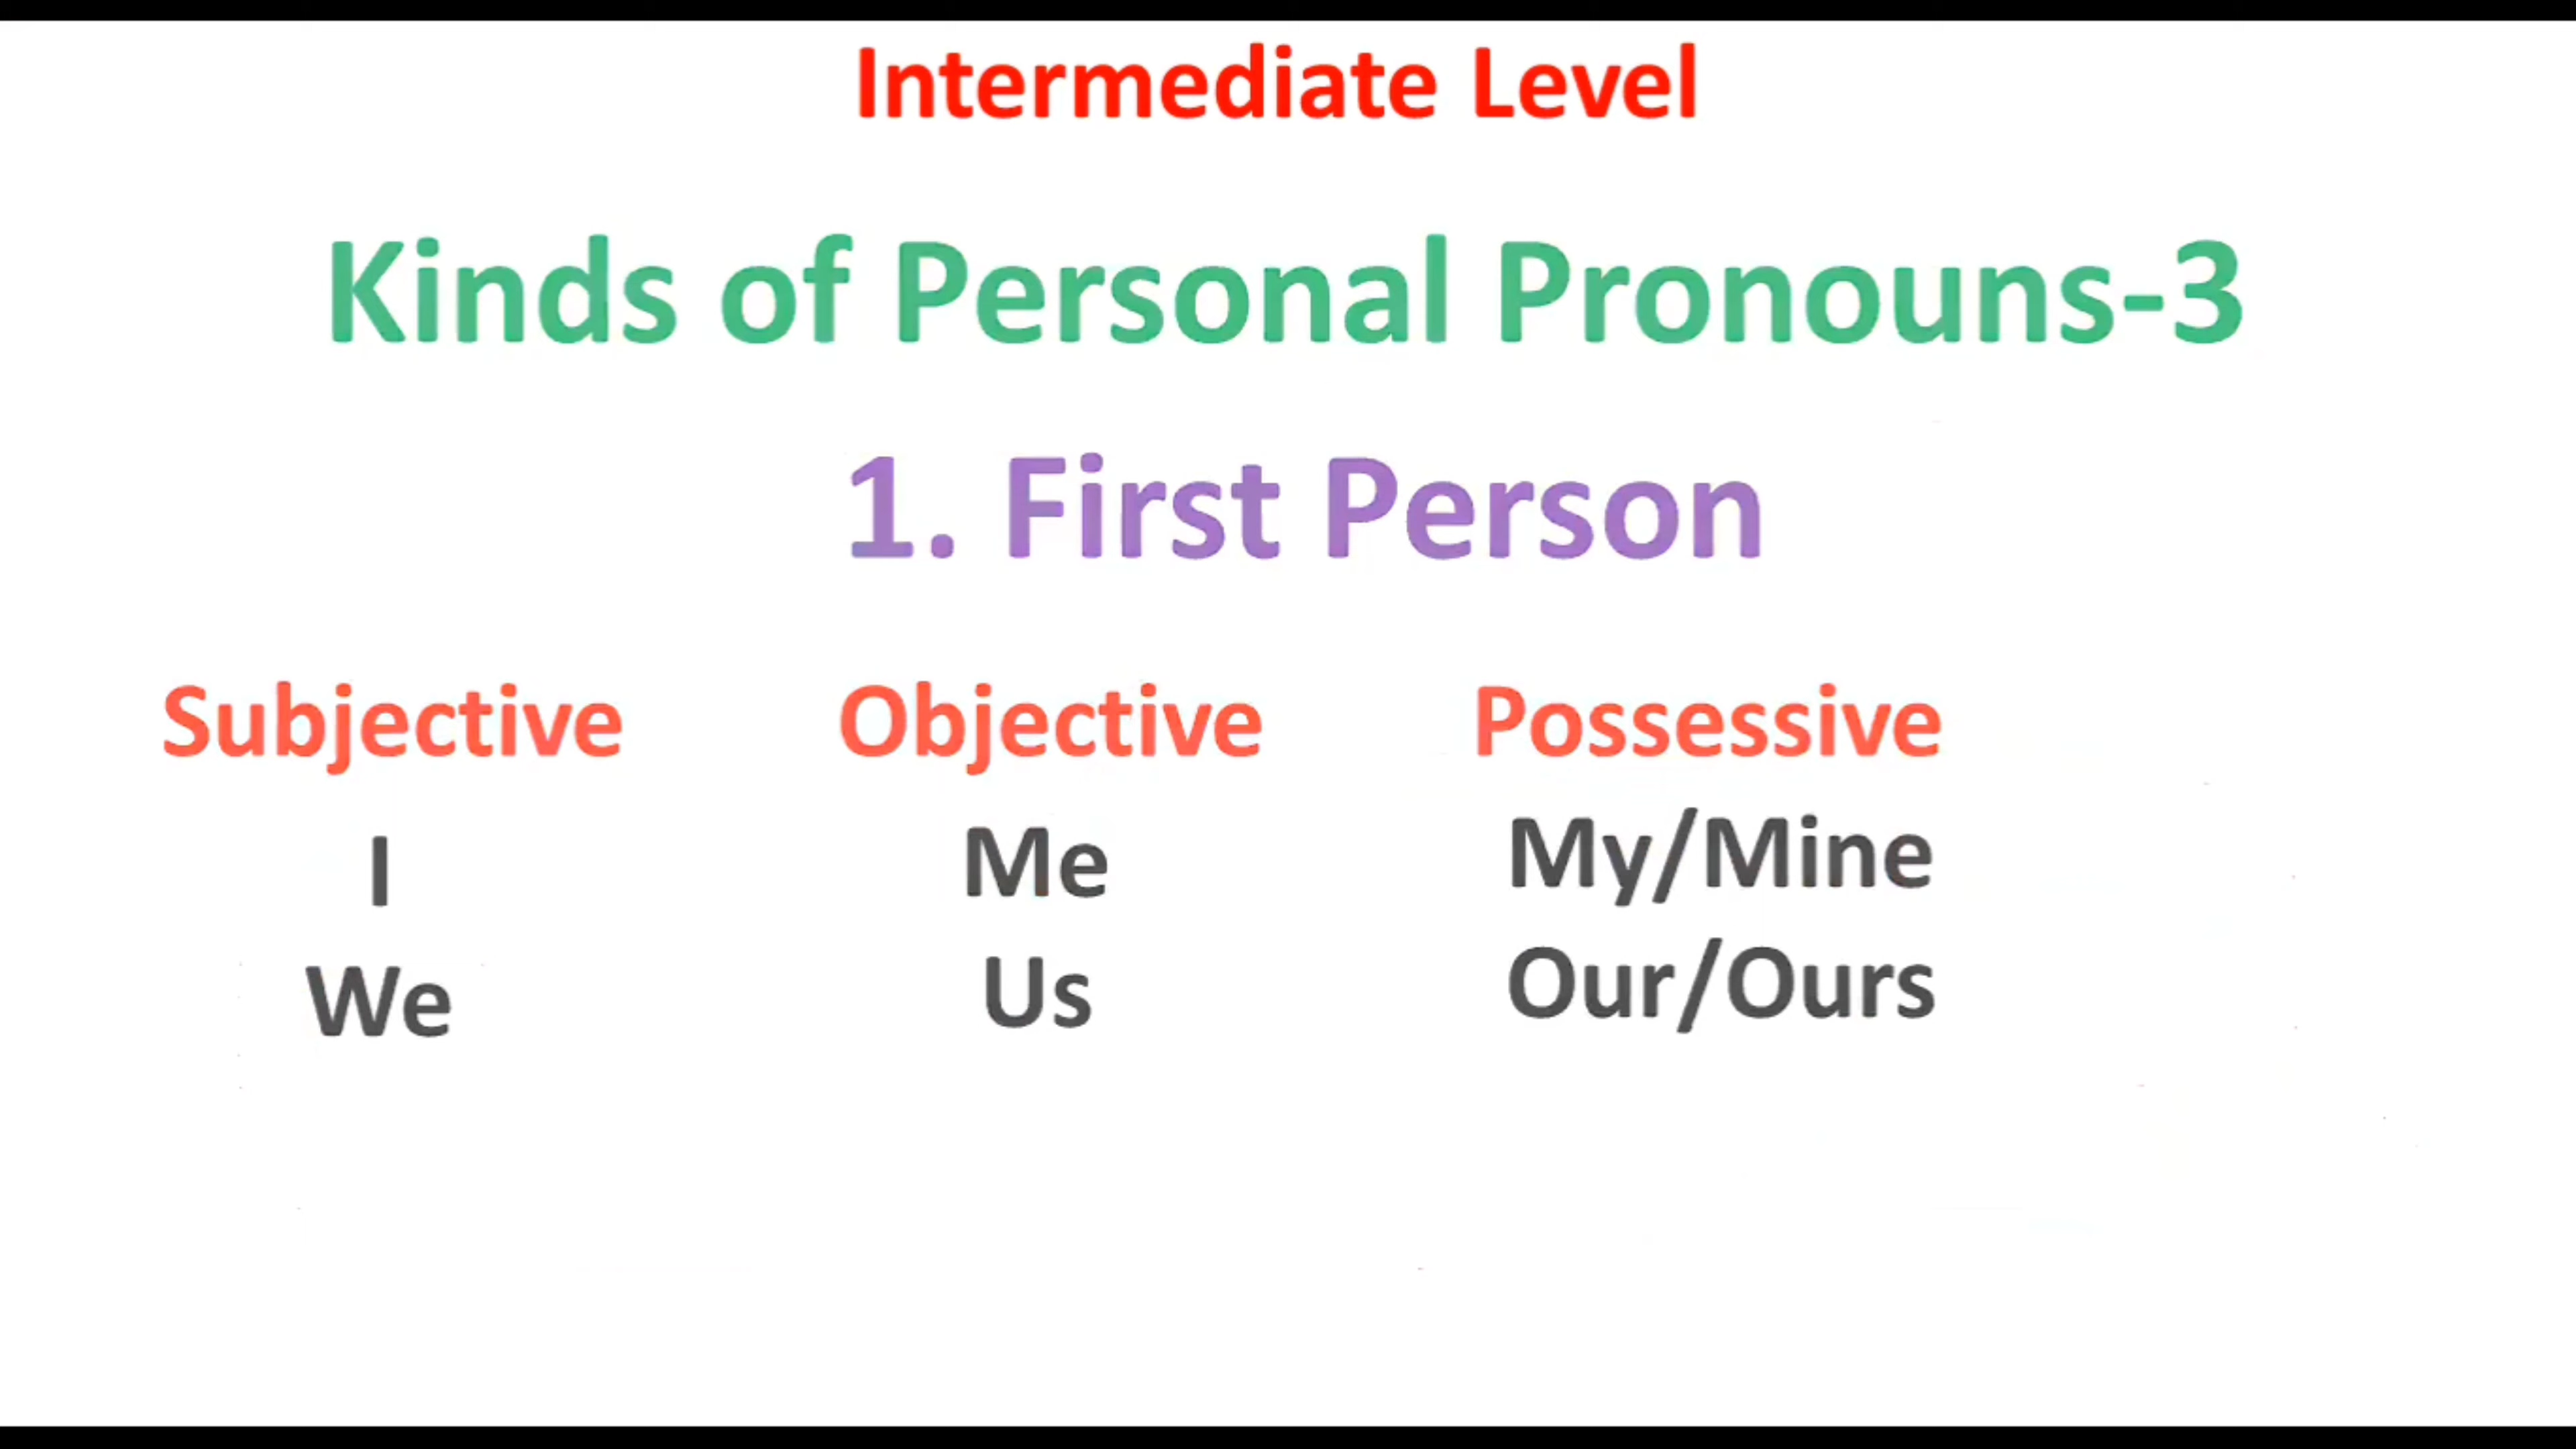 Intermediate Level
Kinds of Personal Pronouns-3
1. First Person
Subjective Objective Possessive
I Me My/Mine
We Us Our/Ours